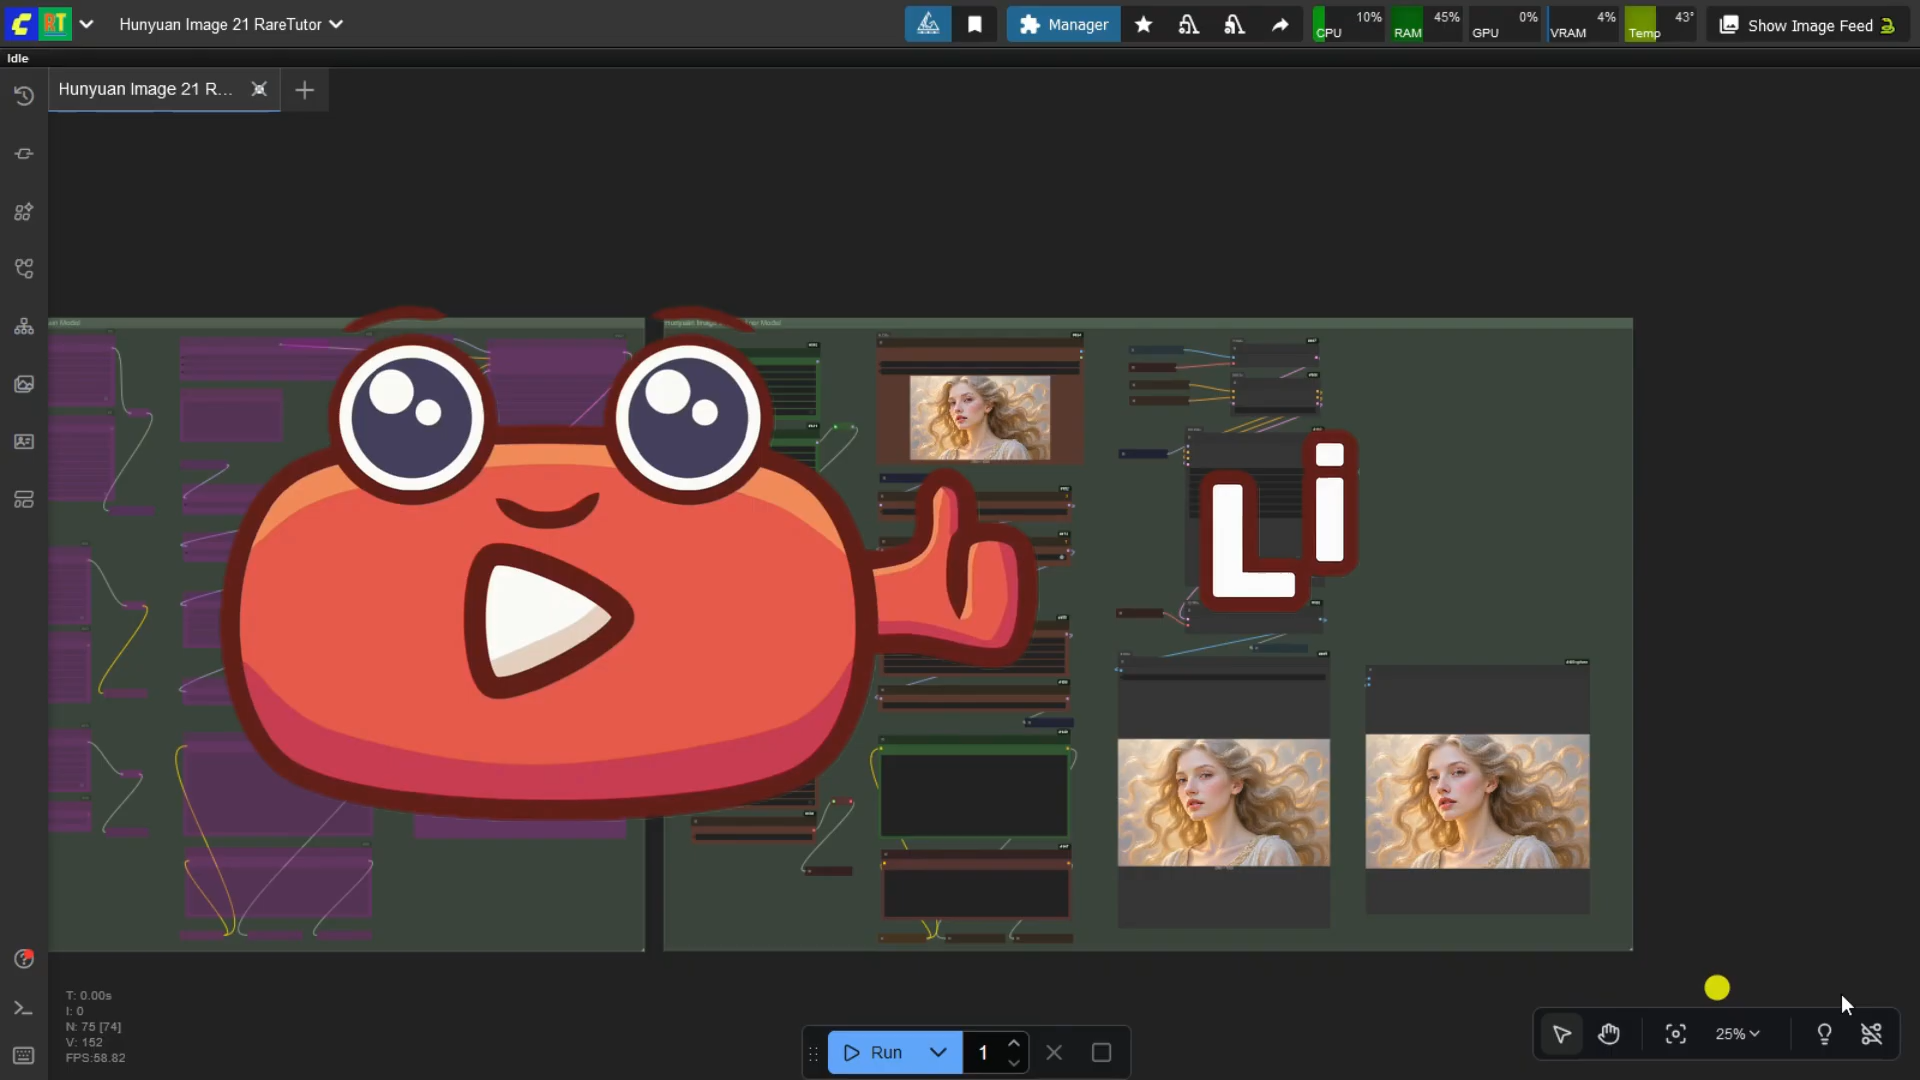 RT
Hunyuan Image 21 RareTutor
Manager
CPU 10%
RAM 45%
GPU 0%
VRAM 4%
Temp 43°
Show Image Feed
Idle
Hunyuan Image 21 R...
Li
T: 0.00s
I: 0
N: 75 [74]
V: 152
FPS:58.82
Run
1
25%